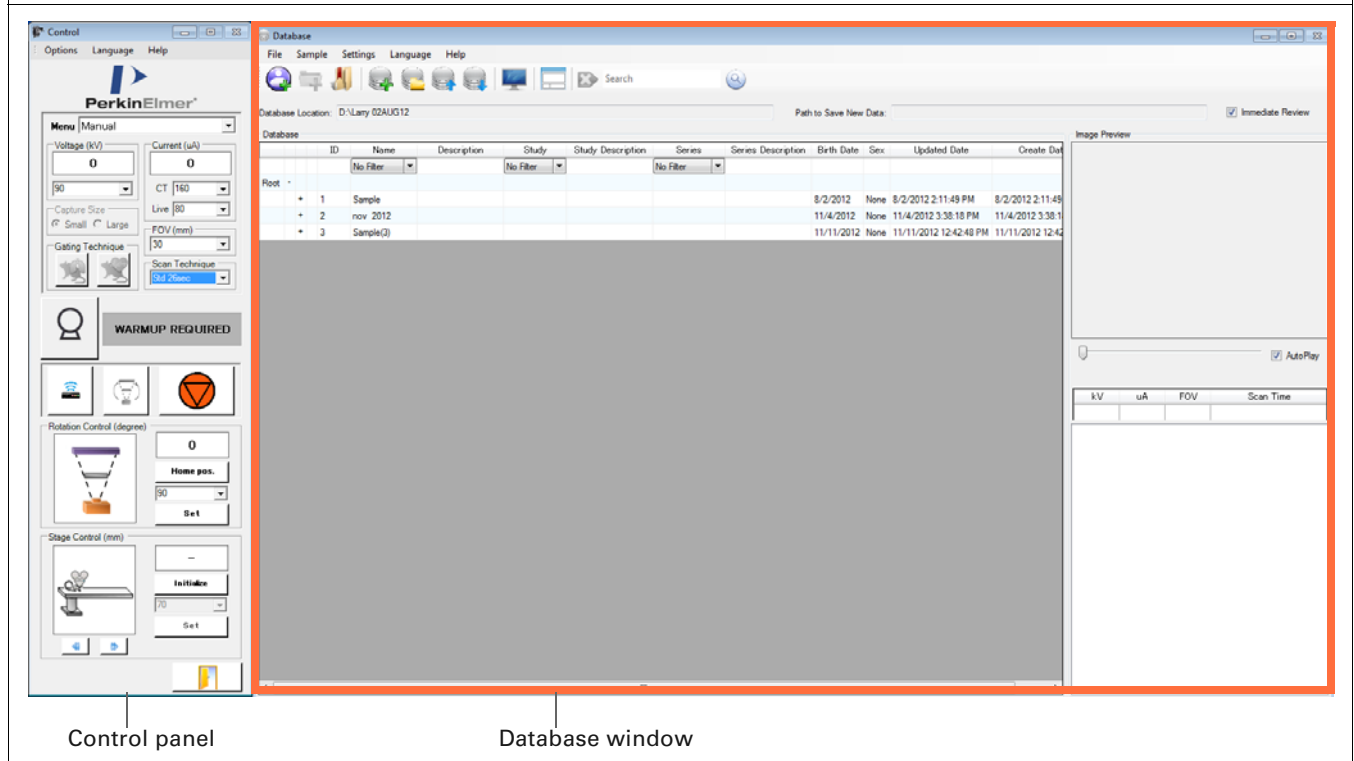 Control
Options Language Help
PerkinElmer
Menu Manual
Voltage (kV) Current (uA)
0 0
90 CT 160
Capture Size Live 80
Small Large FOV (mm)
30
Gating Technique Scan Technique
Std 26sec
WARMUP REQUIRED
Rotation Control (degree)
0
Home pos.
90
Set
Stage Control (mm)
–
Initialize
70
Set
Database
File Sample Settings Language Help
Search
Database Location: D:\Larry 02AUG12 Path to Save New Data: Immediate Review
Database Image Preview
ID Name Description Study Study Description Series Series Description Birth Date Sex Updated Date Create Dat
No Filter No Filter No Filter
Root -
+ 1 Sample 8/2/2012 None 8/2/2012 2:11:49 PM 8/2/2012 2:11:49
+ 2 nov 2012 11/4/2012 None 11/4/2012 3:38:18 PM 11/4/2012 3:38:1
+ 3 Sample(3) 11/11/2012 None 11/11/2012 12:42:48 PM 11/11/2012 12:42
AutoPlay
kV uA FOV Scan Time
Control panel Database window